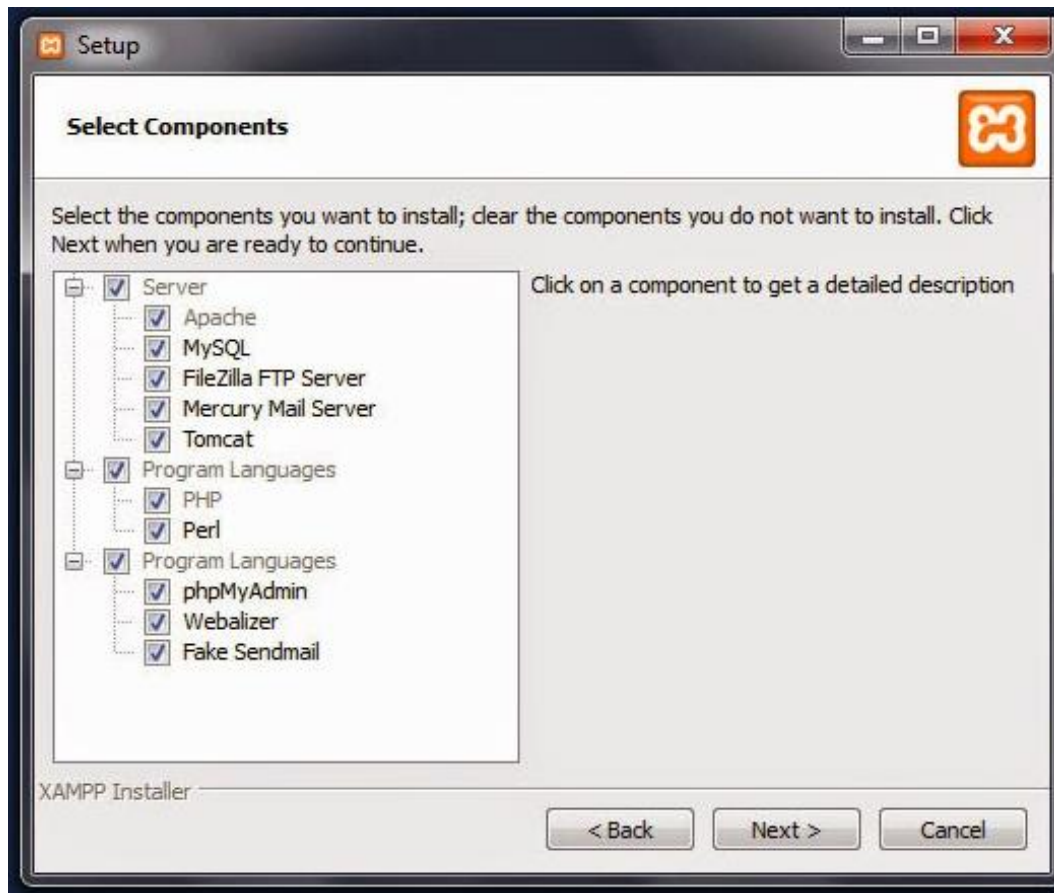 Setup
Select Components
Select the components you want to install; clear the components you do not want to install. Click
Next when you are ready to continue.
Server
Apache
MySQL
FileZilla FTP Server
Mercury Mail Server
Tomcat
Program Languages
PHP
Perl
Program Languages
phpMyAdmin
Webalizer
Fake Sendmail
Click on a component to get a detailed description
XAMPP Installer
< Back
Next >
Cancel